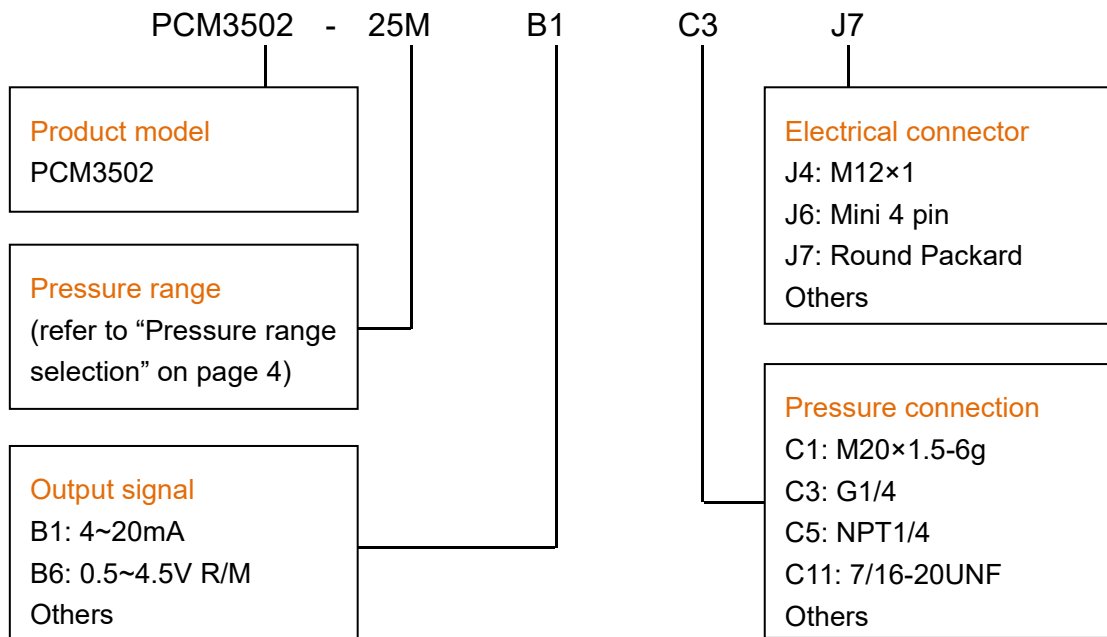 PCM3502 - 25M B1 C3 J7
Product model
PCM3502
Pressure range
(refer to “Pressure range
selection” on page 4)
Output signal
B1: 4~20mA
B6: 0.5~4.5V R/M
Others
Electrical connector
J4: M12×1
J6: Mini 4 pin
J7: Round Packard
Others
Pressure connection
C1: M20×1.5-6g
C3: G1/4
C5: NPT1/4
C11: 7/16-20UNF
Others